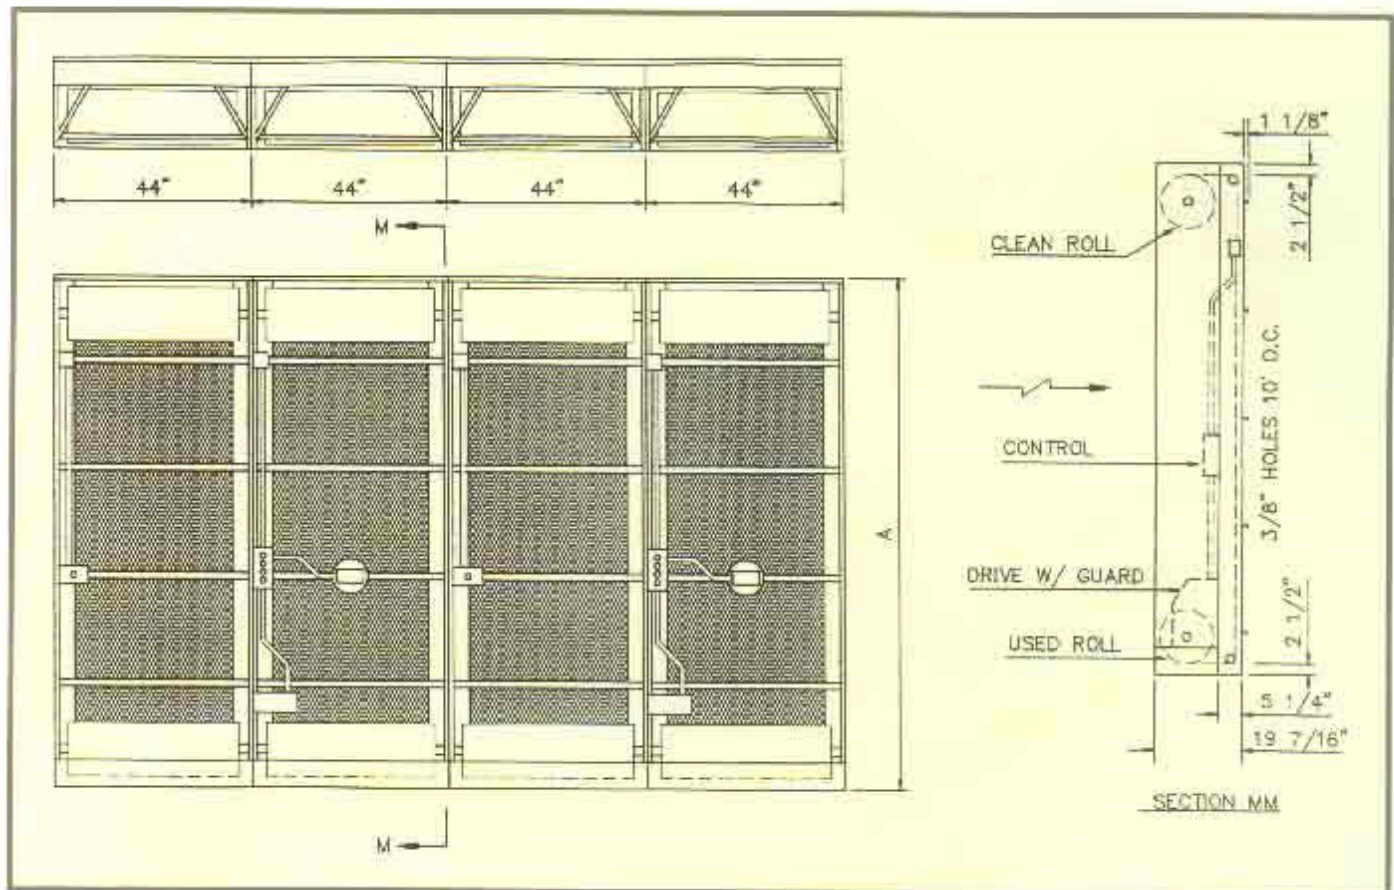 44" 44" 44" 44"
M
A
M
1 1/8"
2 1/2"
CLEAN ROLL
3/8" HOLES 10' O.C.
CONTROL
DRIVE W/ GUARD
2 1/2"
USED ROLL
5 1/4"
19 7/16"
SECTION MM